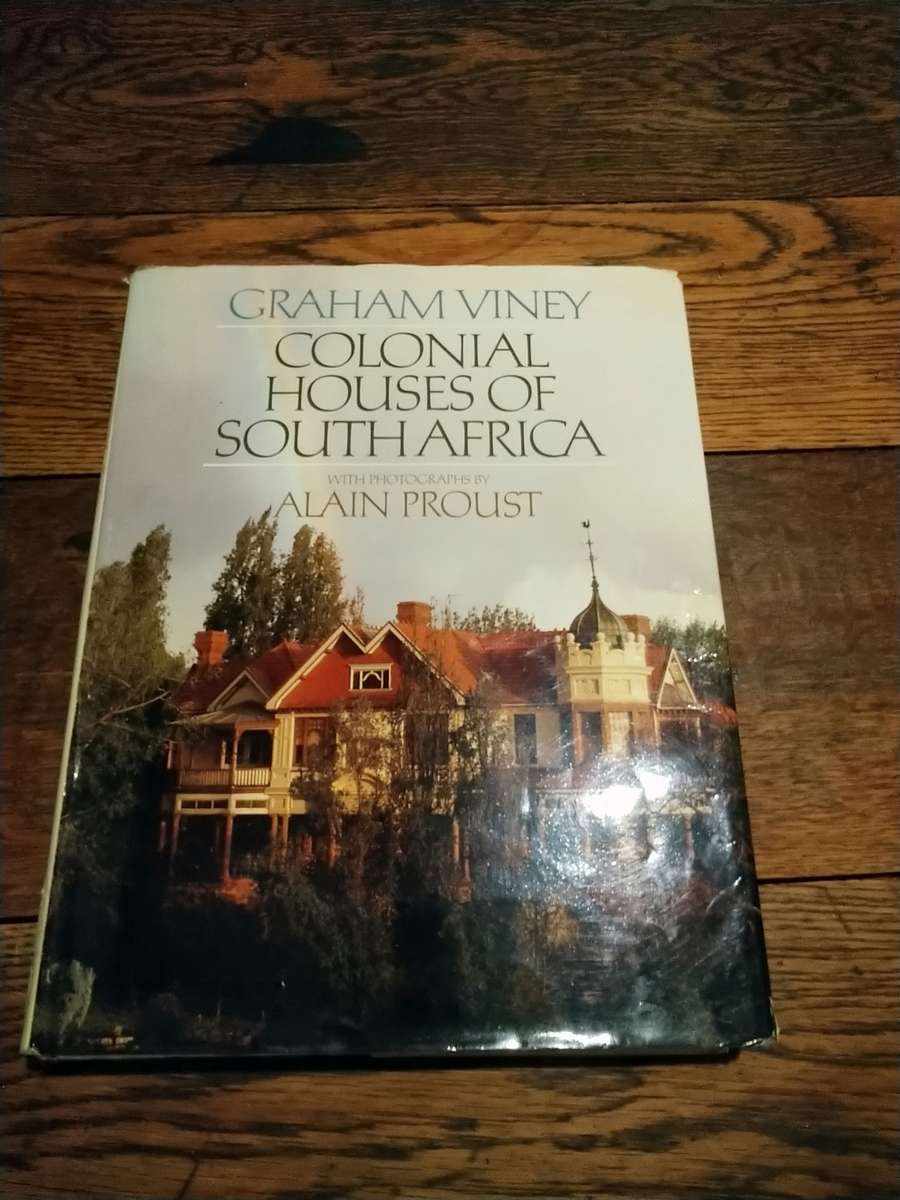 GRAHAM VINEY
COLONIAL
HOUSES OF
SOUTH AFRICA
WITH PHOTOGRAPHS BY
ALAIN PROUST